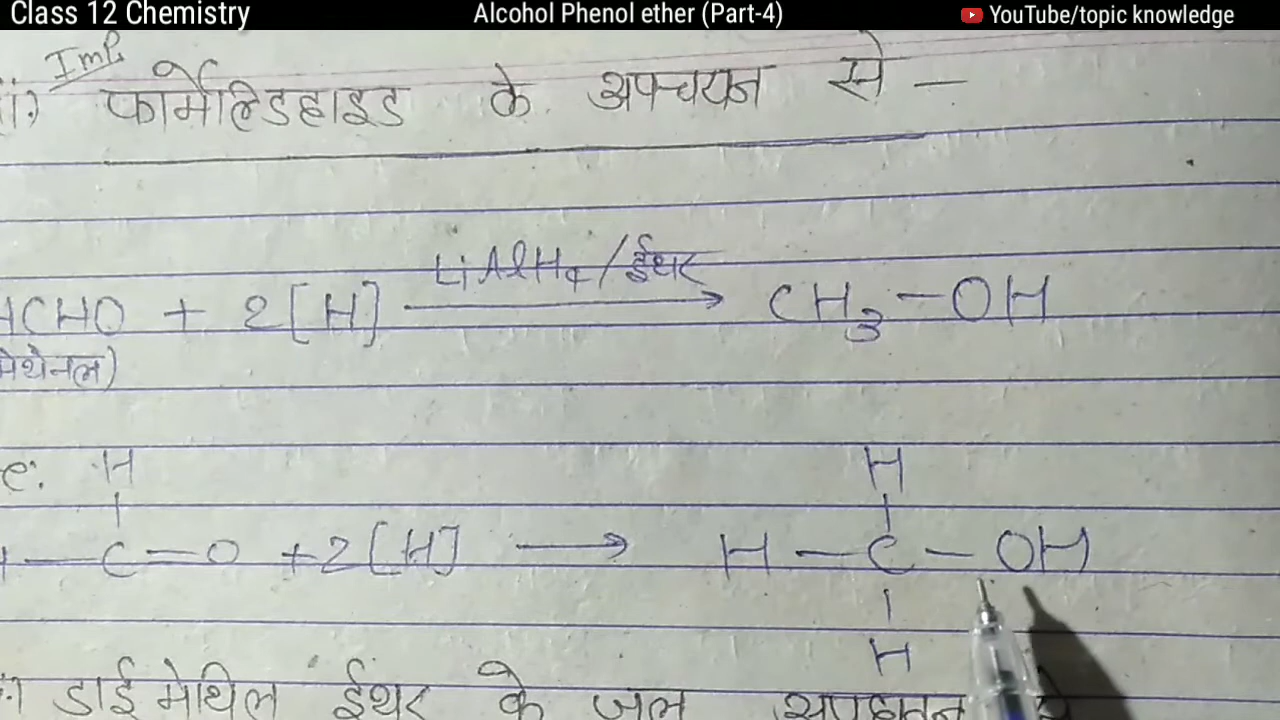 Class 12 Chemistry
Alcohol Phenol ether (Part-4)
YouTube/topic knowledge
Imp
फार्मेल्डिहाइड के अपचयन से —
LiAlH4/ईथर
HCHO + 2[H] → CH3—OH
मेथेनल)
H H
—C=O +2[H] → H—C—OH
H
डाई मेथिल ईथर के जल